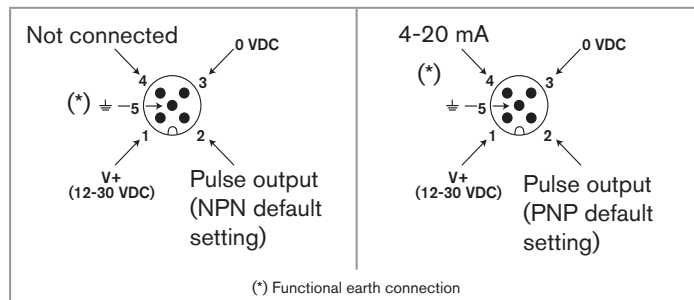 Not connected
0 VDC
4
3
(*)
5
1
2
V+
(12-30 VDC)
Pulse output
(NPN default
setting)
4-20 mA
0 VDC
(*)
4
3
5
1
2
V+
(12-30 VDC)
Pulse output
(PNP default
setting)
(*) Functional earth connection